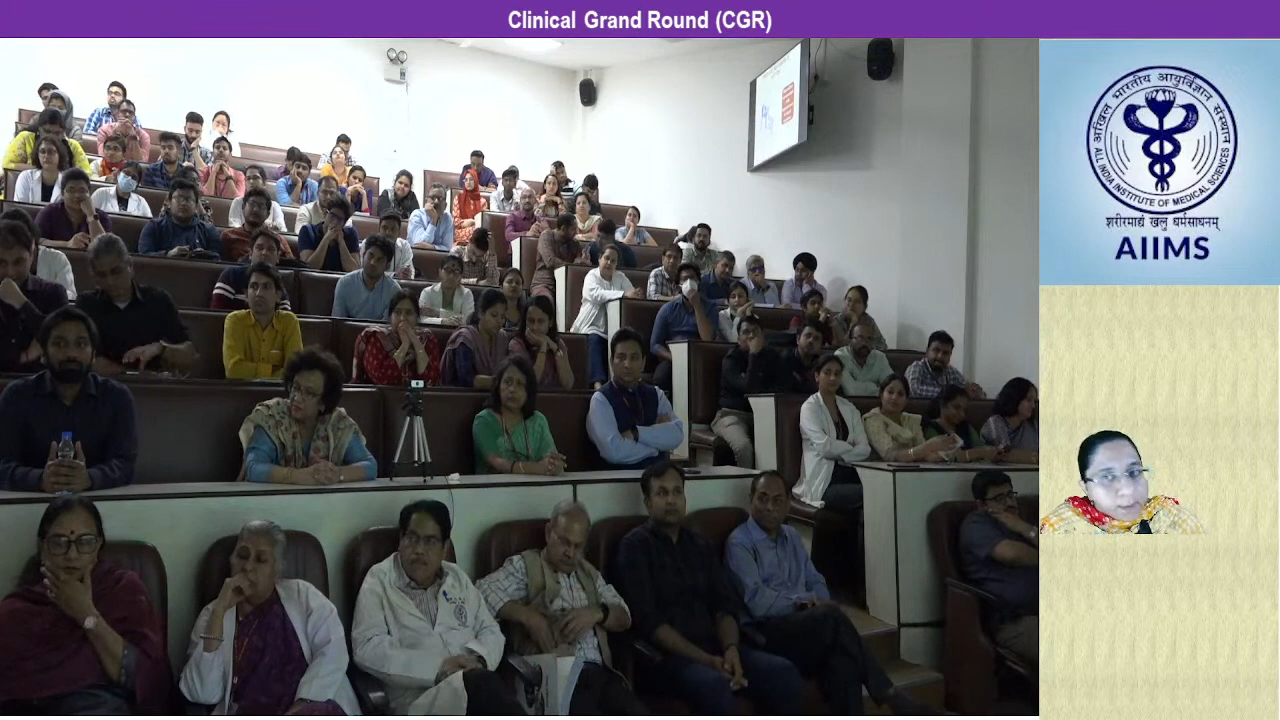 Clinical Grand Round (CGR)
अखिल भारतीय आयुर्विज्ञान संस्थान
ALL INDIA INSTITUTE OF MEDICAL SCIENCES
शरीरमाद्यं खलु धर्मसाधनम्
AIIMS